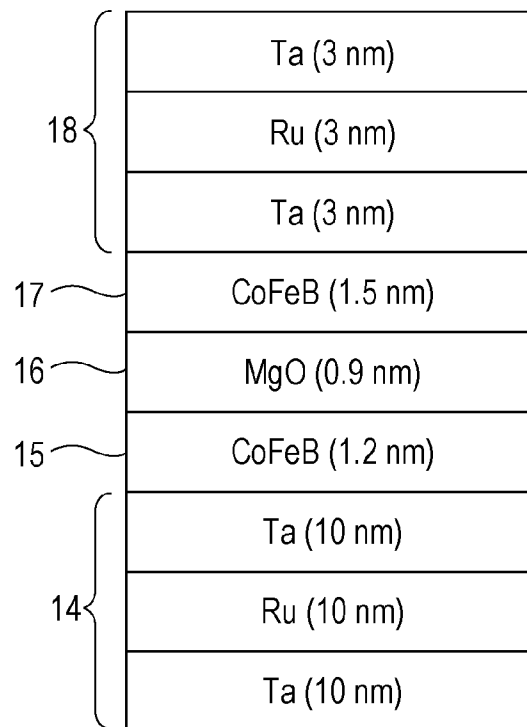 Ta (3 nm)
18
Ru (3 nm)
Ta (3 nm)
17
CoFeB (1.5 nm)
16
MgO (0.9 nm)
15
CoFeB (1.2 nm)
Ta (10 nm)
14
Ru (10 nm)
Ta (10 nm)